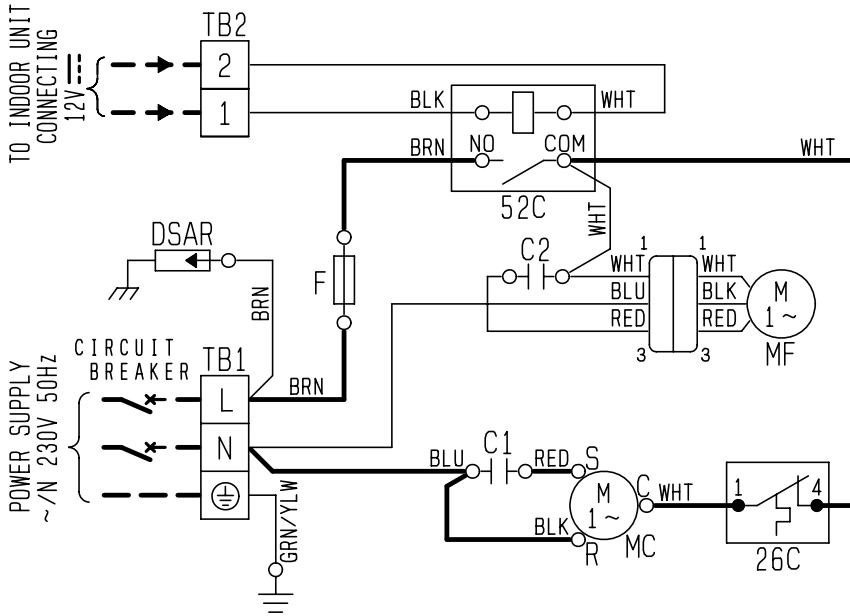 TO INDOOR UNIT
CONNECTING
12V
TB2
2
1
BLK
WHT
BRN
NO
COM
WHT
52C
WHT
DSAR
BRN
F
C2
WHT
BLU
RED
1
3
1
3
WHT
BLK
RED
M
1 ~
MF
CIRCUIT
BREAKER
TB1
BRN
L
N
POWER SUPPLY
~/N 230V 50Hz
GRN/YLW
BLU
C1
RED
S
BLK
R
M
1 ~
MC
C
WHT
1
4
26C